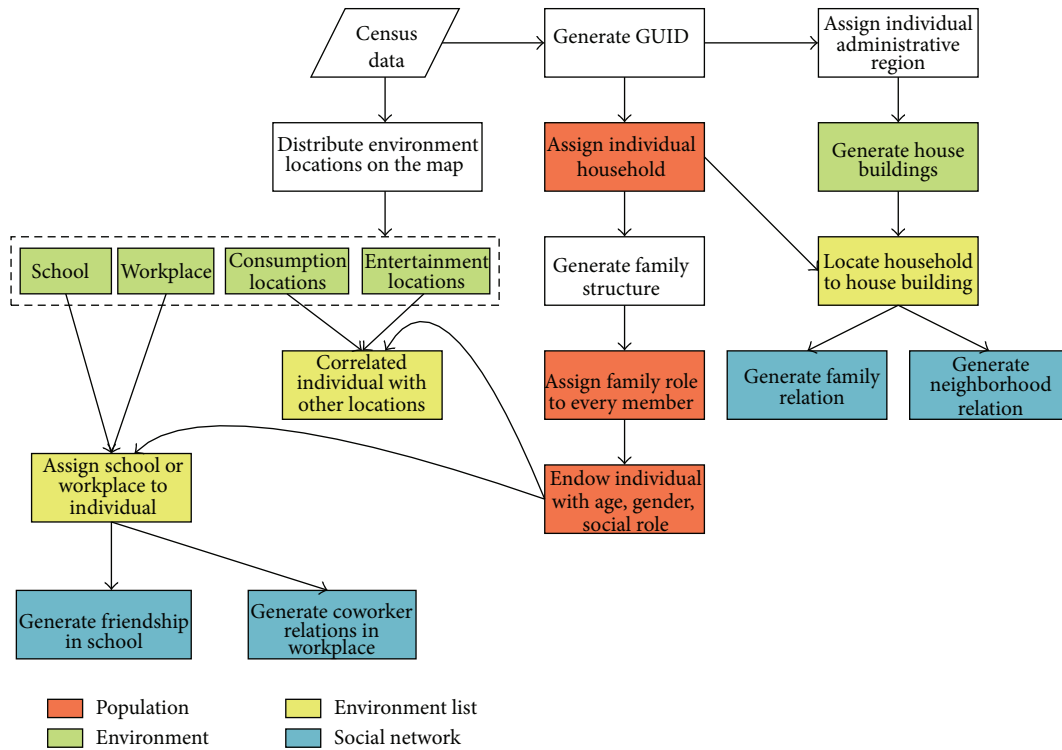 Census
data
Generate GUID
Assign individual
administrative
region
Distribute environment
locations on the map
Assign individual
household
Generate house
buildings
School
Workplace
Consumption
locations
Entertainment
locations
Generate family
structure
Locate household
to house building
Correlated
individual with
other locations
Assign family role
to every member
Generate family
relation
Generate
neighborhood
relation
Assign school or
workplace to
individual
Endow individual
with age, gender,
social role
Generate friendship
in school
Generate coworker
relations in
workplace
Population
Environment
Environment list
Social network